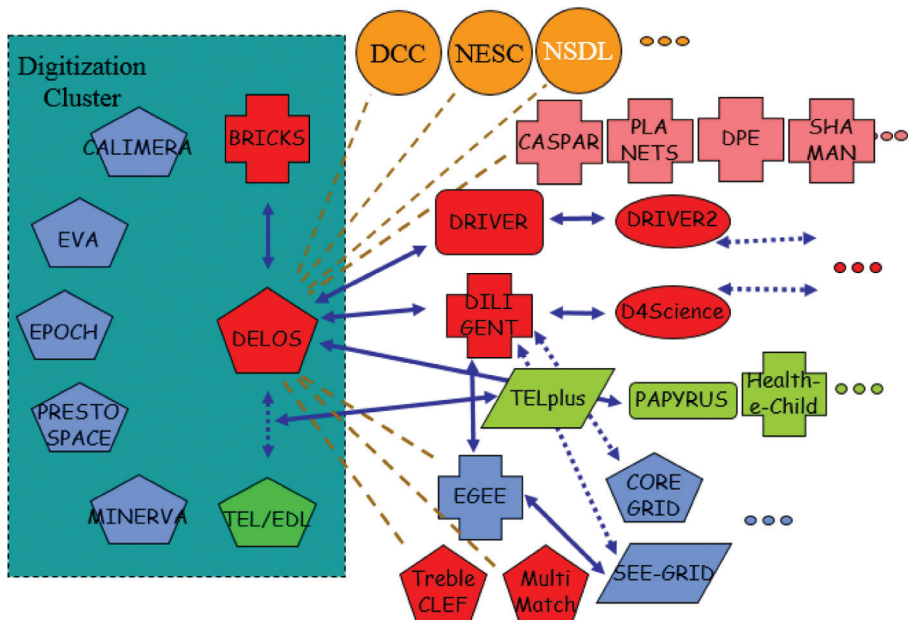 Digitization
Cluster
DCC
NESC
NSDL
CALIMERA
BRICKS
CASPAR
PLA
NETS
DPE
SHA
MAN
EVA
DRIVER
DRIVER2
EPOCH
DELOS
DILI
GENT
D4Science
PRESTO
SPACE
TELplus
PAPYRUS
Health-
e-Child
MINERVA
TEL/EDL
EGEE
CORE
GRID
Treble
CLEF
Multi
Match
SEE-GRID